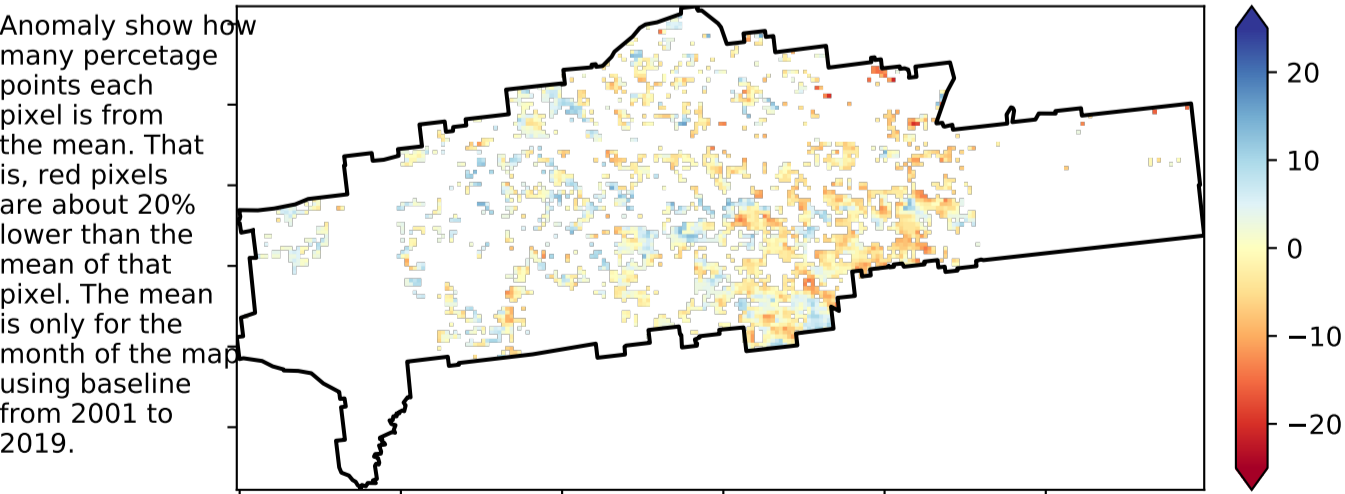 Anomaly show how
many percetage
points each
pixel is from
the mean. That
is, red pixels
are about 20%
lower than the
mean of that
pixel. The mean
is only for the
month of the map
using baseline
from 2001 to
2019.
20
10
0
−10
−20